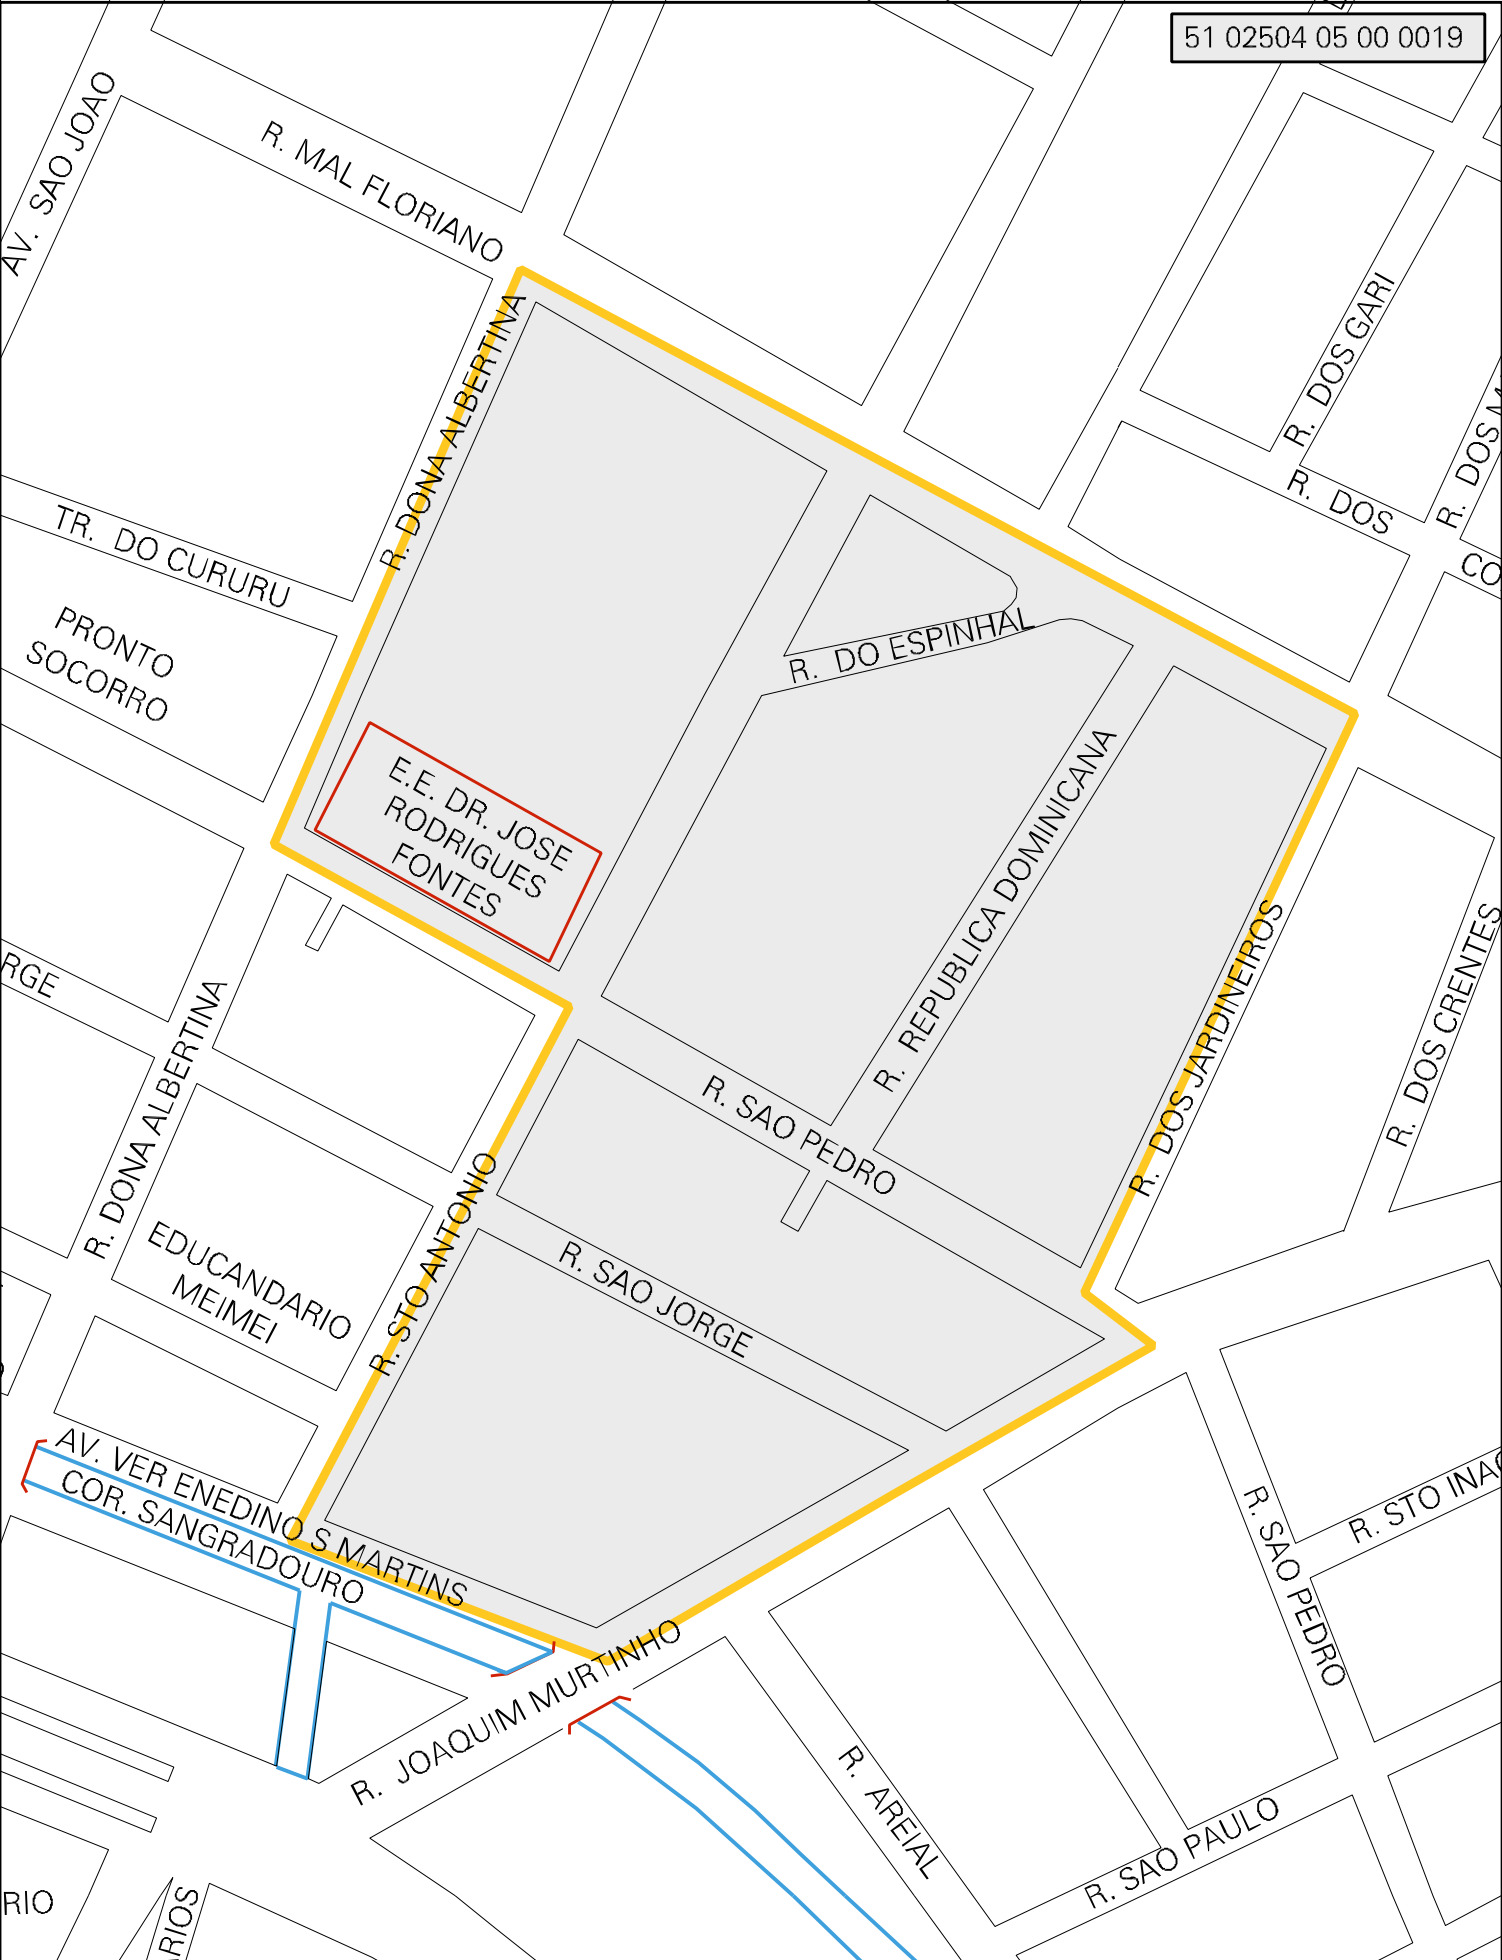 51 02504 05 00 0019
AV. SAO JOAO
R. MAL FLORIANO
R. DONA ALBERTINA
R. DOS GARI
R. DOS
CO
TR. DO CURURU
PRONTO
SOCORRO
R. DO ESPINHAL
E.E. DR. JOSE
RODRIGUES
FONTES
R. REPUBLICA DOMINICANA
R. DOS JARDINEIROS
R. DOS CRENTES
RGE
R. DONA ALBERTINA
R. SAO PEDRO
EDUCANDARIO
MEIMEI
R. STO ANTONIO
R. SAO JORGE
AV. VER ENEDINO S MARTINS
COR. SANGRADOURO
R. SAO PEDRO
R. STO INAC
R. JOAQUIM MURTINHO
R. AREIAL
R. SAO PAULO
RIO
ARIOS